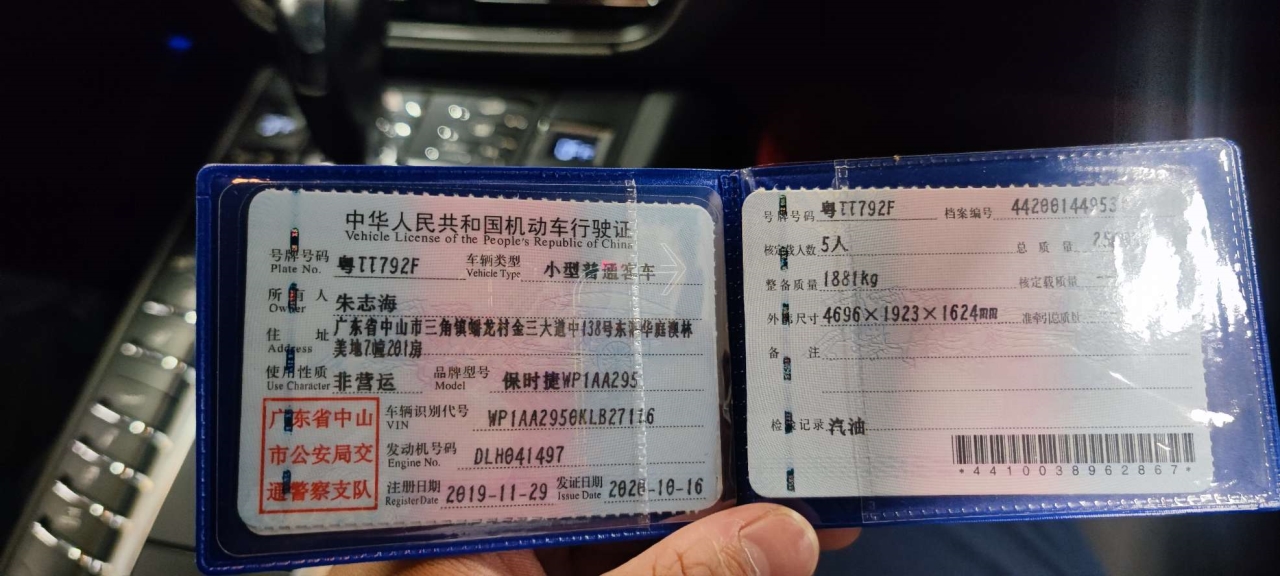 中华人民共和国机动车行驶证
Vehicle License of the People's Republic of China
号牌号码 粤TT792F 车辆类型 小型普通客车
Plate No. Vehicle Type
所有人 朱志海
Owner
住址 广东省中山市三角镇蟠龙村金三大道中138号东 华庭澳林
Address 美地7幢201房
使用性质 非营运 品牌型号 保时捷WP1AA295
Use Character Model
广东省中山
市公安局交
通警察支队
车辆识别代号 WP1AA2950KLB27116
VIN
发动机号码 DLH041497
Engine No.
注册日期 2019-11-29 发证日期 2020-10-16
Register Date Issue Date
号牌号码 粤TT792F 档案编号
核定载人数 5人 总质量
整备质量 1881kg 核定载质量
外廓尺寸 4696×1923×1624mm 准牵引总质量
备注
检验记录 汽油
*4410038962867*